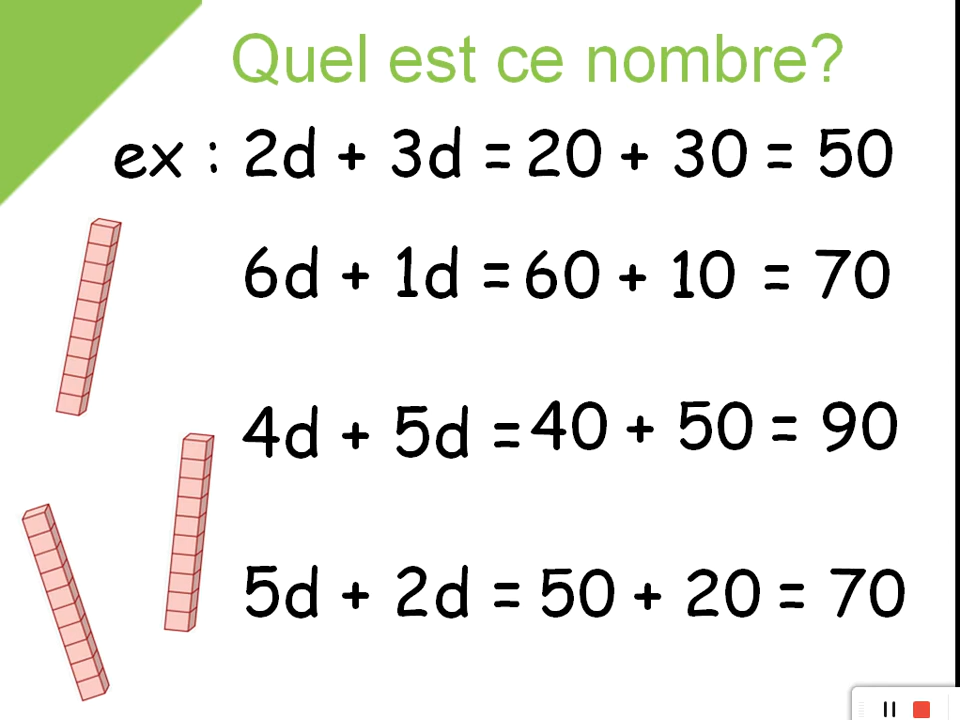 Quel est ce nombre?
ex : 2d + 3d = 20 + 30 = 50
6d + 1d = 60 + 10 = 70
4d + 5d = 40 + 50 = 90
5d + 2d = 50 + 20 = 70